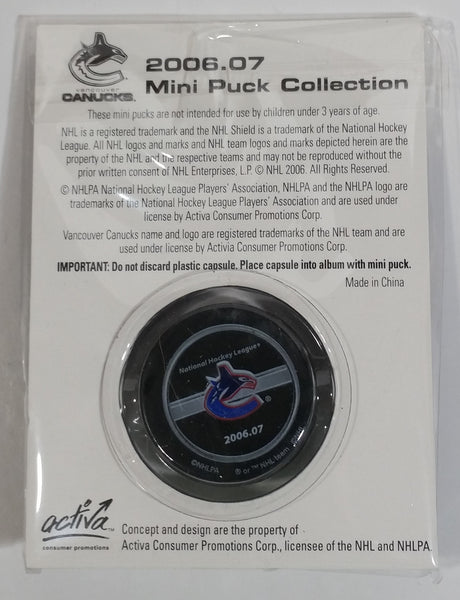 2006.07
vancouver
CANUCKS™
Mini Puck Collection
These mini pucks are not intended for use by children under 3 years of age.
NHL is a registered trademark and the NHL Shield is a trademark of the National Hockey
League. All NHL logos and marks and NHL team logos and marks depicted herein are the
property of the NHL and the respective teams and may not be reproduced without the
prior written consent of NHL Enterprises, L.P. © NHL 2006. All Rights Reserved.
© NHLPA National Hockey League Players' Association, NHLPA and the NHLPA logo are
trademarks of the National Hockey League Players' Association and are used under
license by Activa Consumer Promotions Corp.
Vancouver Canucks name and logo are registered trademarks of the NHL team and are
used under license by Activia Consumer Promotions Corp.
IMPORTANT: Do not discard plastic capsule. Place capsule into album with mini puck.
Made in China
National Hockey League®
®
2006.07
©NHLPA ® or ™ NHL team
activa™
consumer promotions
Concept and design are the property of
Activa Consumer Promotions Corp., licensee of the NHL and NHLPA.